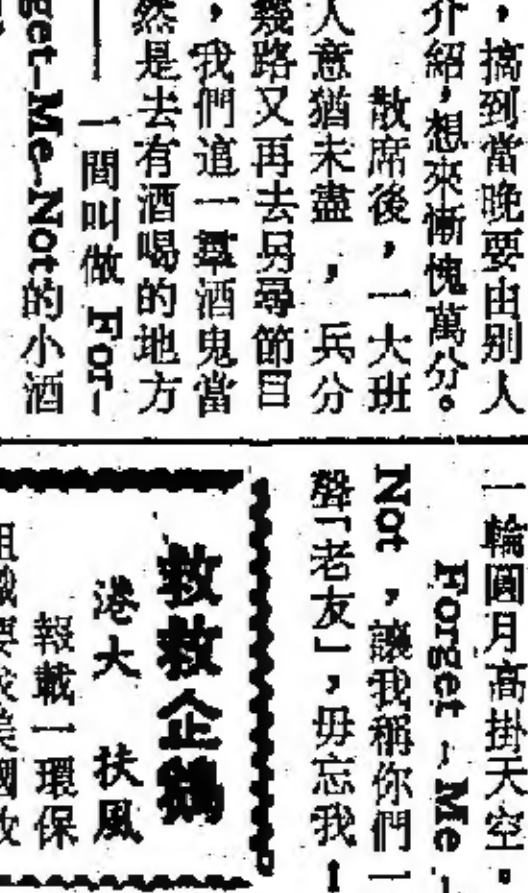 ，搞到當晚要由别人
介紹，想來慚愧萬分。
散席後，一大班
人意猶未盡，兵分
幾路又再去另尋節目
，我們這一羣酒鬼當
然是去有酒喝的地方
——一間叫做 For-
get-Me-Not的小酒
一輪圓月高掛天空。
Forget - Me -
Not ，讓我稱你們一
聲「老友」，毋忘我！
救救企鵝
港大 扶風
報載一環保